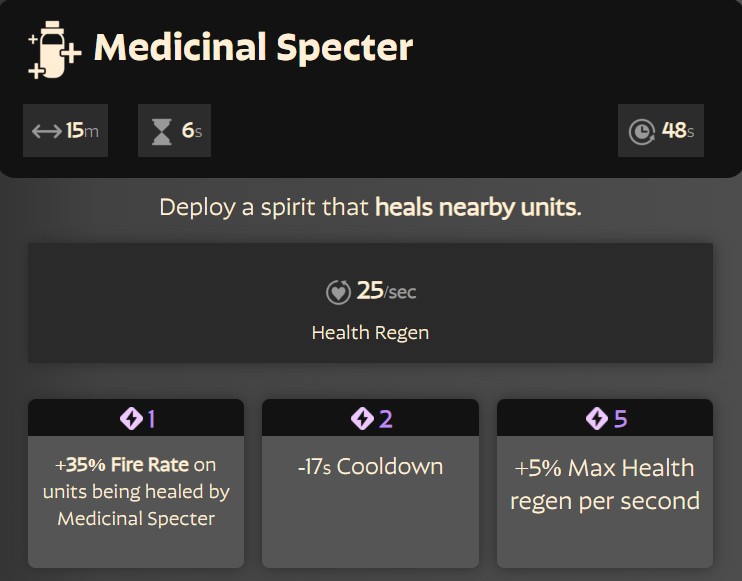 Medicinal Specter
15m 6s 48s
Deploy a spirit that heals nearby units.
25/sec
Health Regen
1 2 5
+35% Fire Rate on
units being healed by
Medicinal Specter
-17s Cooldown
+5% Max Health
regen per second